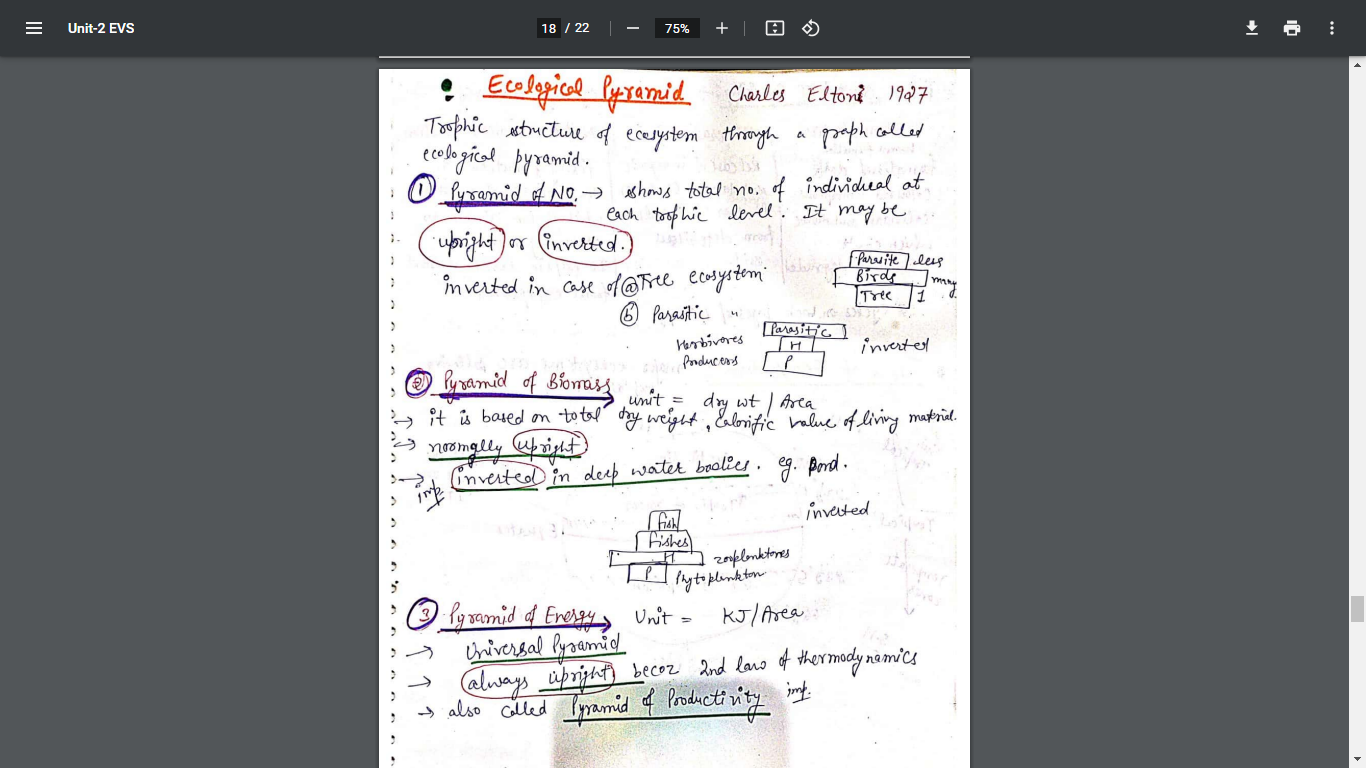 Unit-2 EVS
18 / 22
75%
Ecological Pyramid Charles Elton 1927
Trophic structure of ecosystem through a graph called
ecological pyramid.
1 Pyramid of NO. → shows total no. of individual at
each trophic level. It may be
upright or inverted.
Parasite less
Birds many
Tree 1
inverted in case of @ Tree ecosystem
b Parasitic "
Parasitic
Herbivores H inverted
Producers P
2 Pyramid of Biomass
unit = dry wt / Area
→ it is based on total dry weight, calorific value of living material.
→ normally upright
→ inverted in deep water bodies. eg. Pond.
imp
inverted
fish
fishes
H zooplanktones
P Phytoplankton
3 Pyramid of Energy Unit = KJ/Area
→ Universal Pyramid
→ always upright becoz 2nd law of thermodynamics
→ also called Pyramid of Productivity imp.